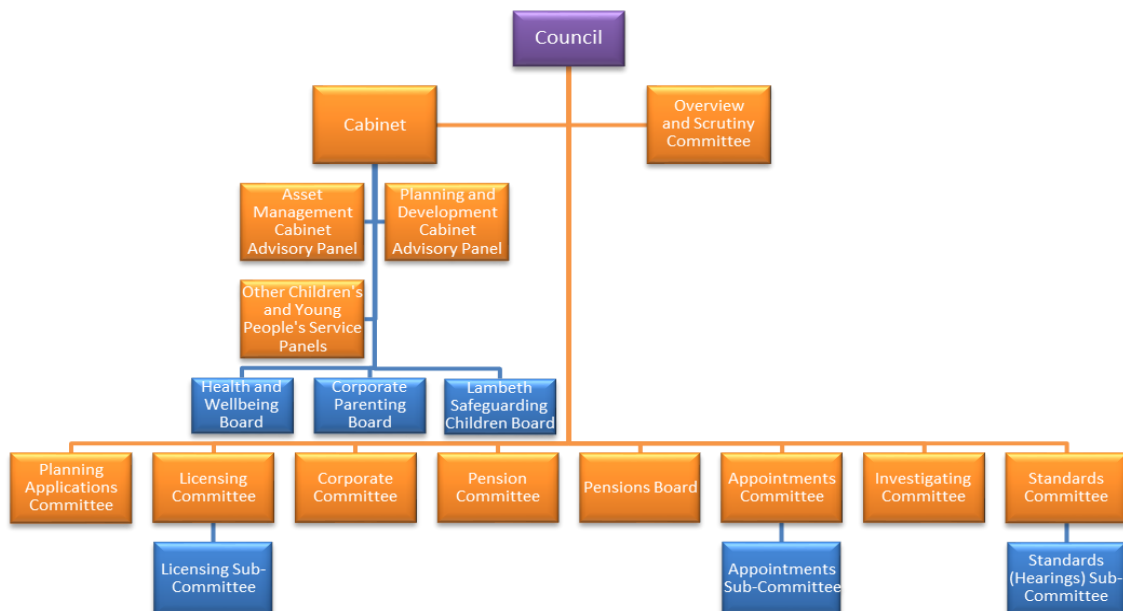 Council
Cabinet
Overview
and Scrutiny
Committee
Asset
Management
Cabinet
Advisory Panel
Planning and
Development
Cabinet
Advisory Panel
Other Children's
and Young
People's Service
Panels
Health and
Wellbeing
Board
Corporate
Parenting
Board
Lambeth
Safeguarding
Children Board
Planning
Applications
Committee
Licensing
Committee
Corporate
Committee
Pension
Committee
Pensions Board
Appointments
Committee
Investigating
Committee
Standards
Committee
Licensing Sub-
Committee
Appointments
Sub-Committee
Standards
(Hearings) Sub-
Committee